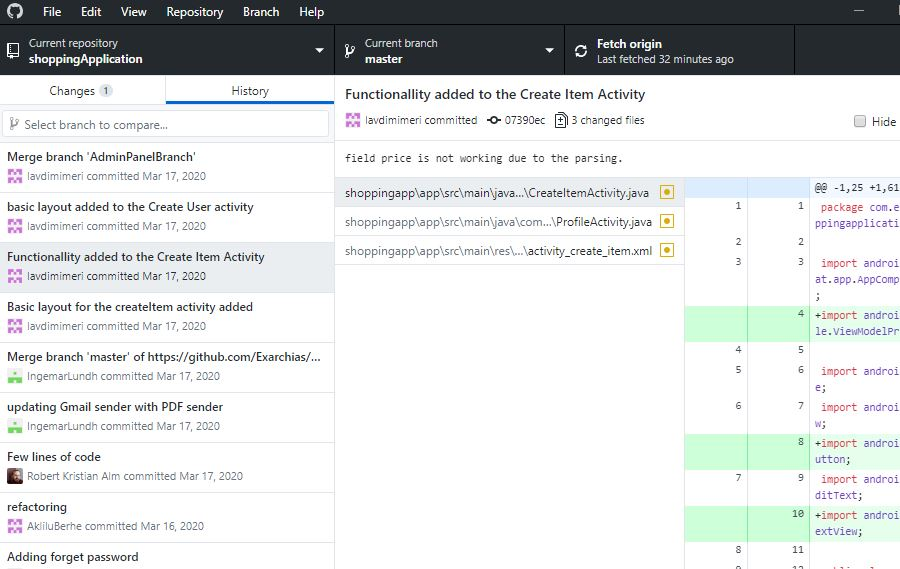 File Edit View Repository Branch Help
Current repository
shoppingApplication
Current branch
master
Fetch origin
Last fetched 32 minutes ago
Changes 1
History
Select branch to compare...
Merge branch 'AdminPanelBranch'
lavdimimeri committed Mar 17, 2020
basic layout added to the Create User activity
lavdimimeri committed Mar 17, 2020
Functionallity added to the Create Item Activity
lavdimimeri committed Mar 17, 2020
Basic layout for the createItem activity added
lavdimimeri committed Mar 17, 2020
Merge branch 'master' of https://github.com/Exarchias/...
IngemarLundh committed Mar 17, 2020
updating Gmail sender with PDF sender
IngemarLundh committed Mar 17, 2020
Few lines of code
Robert Kristian Alm committed Mar 17, 2020
refactoring
AkliluBerhe committed Mar 16, 2020
Adding forget password
Functionallity added to the Create Item Activity
lavdimimeri committed 07390ec 3 changed files
Hide
field price is not working due to the parsing.
shoppingapp\app\src\main\java...\CreateItemActivity.java
shoppingapp\app\src\main\java\com...\ProfileActivity.java
shoppingapp\app\src\main\res\...\activity_create_item.xml
@@ -1,25 +1,61
1 1 package com.e
ppingapplicati
2 2
3 3 import androi
at.app.AppComp
;
4 +import androi
le.ViewModelPr
4 5
5 6 import androi
e;
6 7 import androi
w;
8 +import androi
utton;
7 9 import androi
ditText;
10 +import androi
extView;
8 11